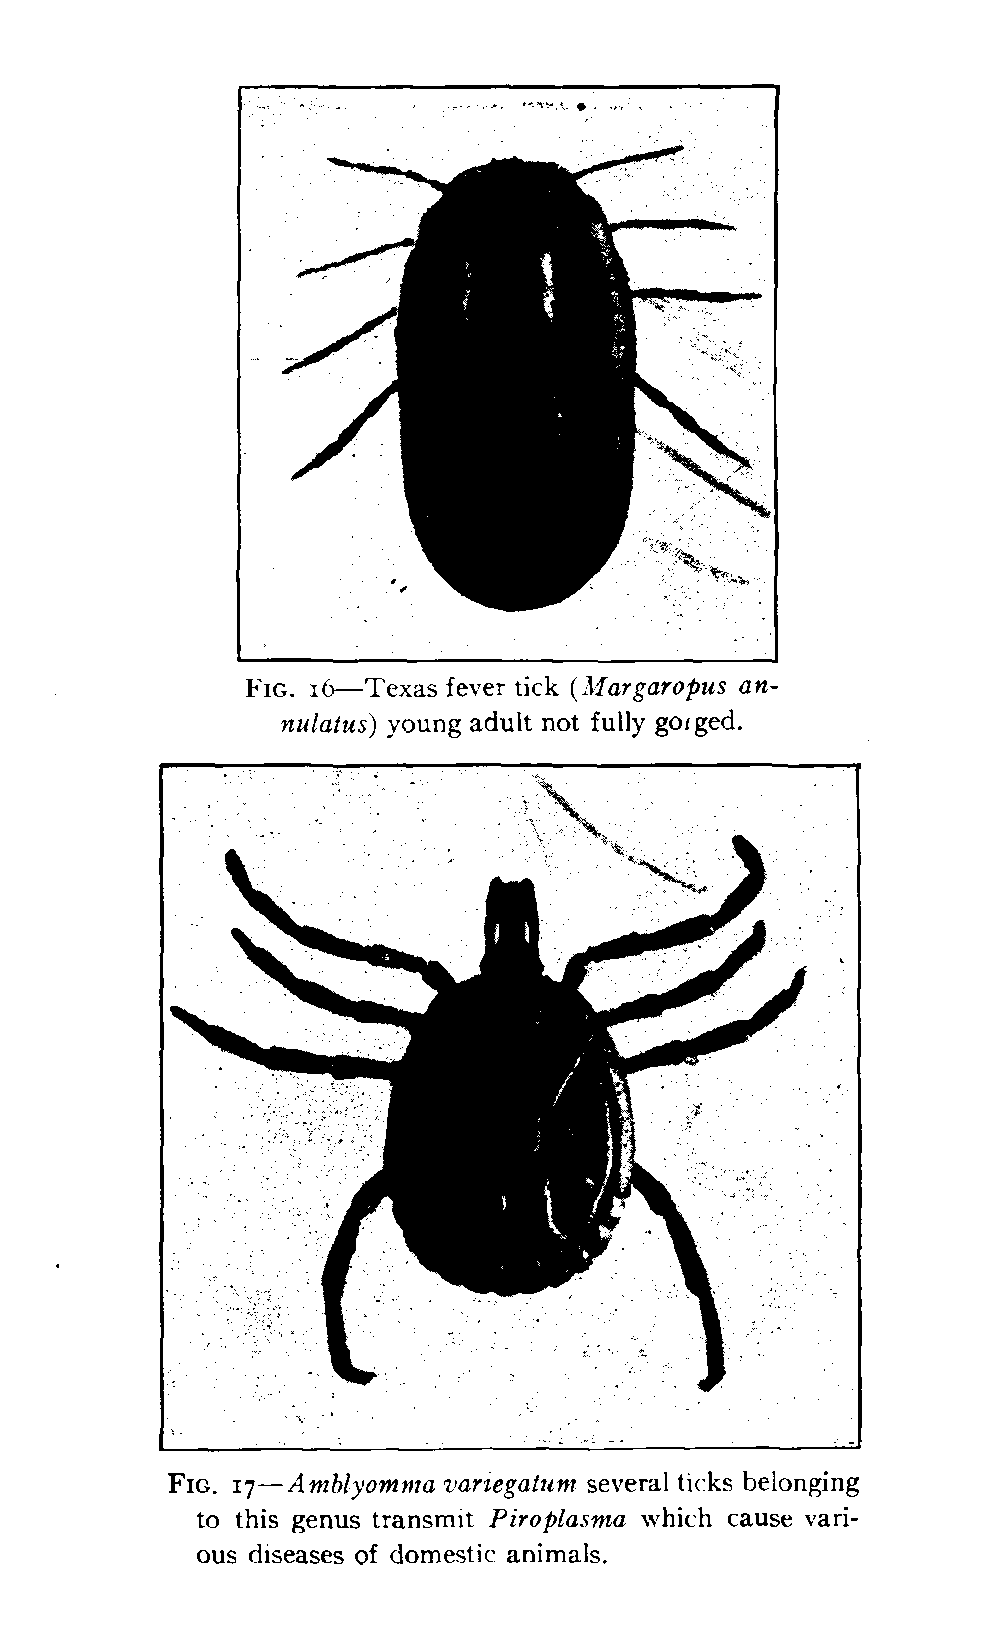 FIG. 16—Texas fever tick (Margaropus an-
nulatus) young adult not fully gorged.
FIG. 17—Amblyomma variegatum several ticks belonging
to this genus transmit Piroplasma which cause vari-
ous diseases of domestic animals.